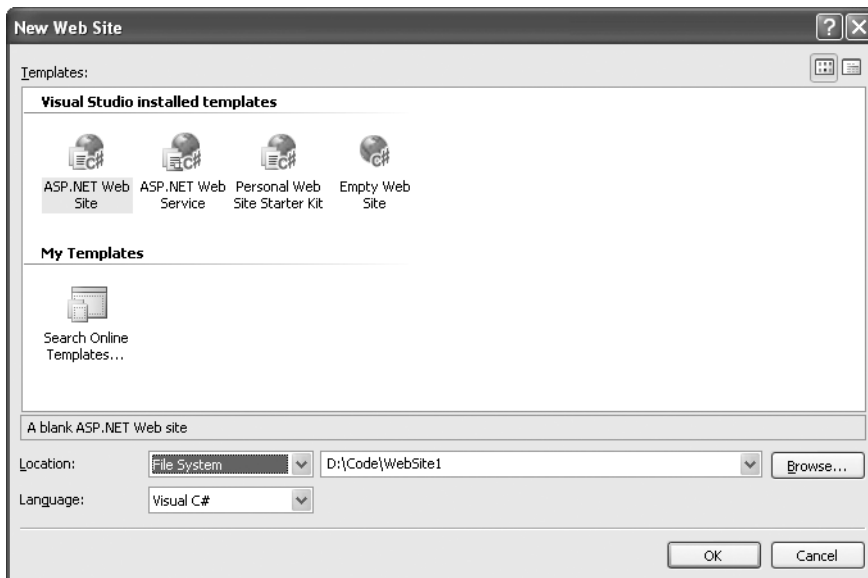 New Web Site
Templates:
Visual Studio installed templates
ASP.NET Web Site
ASP.NET Web Service
Personal Web Site Starter Kit
Empty Web Site
My Templates
Search Online Templates...
A blank ASP.NET Web site
Location:
File System
D:\Code\WebSite1
Browse...
Language:
Visual C#
OK
Cancel